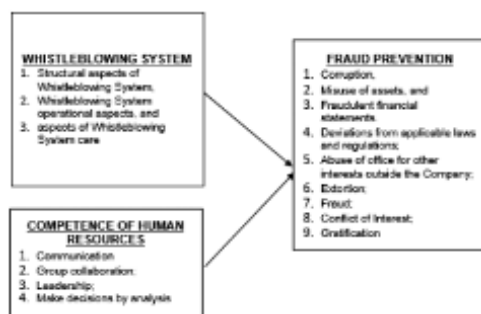 WHISTLEBLOWING SYSTEM
1. Structural aspects of
Whistleblowing System,
2. Whistleblowing System
operational aspects, and
3. aspects of Whistleblowing
System care
FRAUD PREVENTION
1. Corruption,
2. Misuse of assets, and
3. Fraudulent financial
statements.
4. Deviations from applicable laws
and regulations;
5. Abuse of office for other
interests outside the Company;
6. Extortion;
7. Fraud;
8. Conflict of Interest;
9. Gratification
COMPETENCE OF HUMAN
RESOURCES
1. Communication
2. Group collaboration;
3. Leadership;
4. Make decisions by analysis